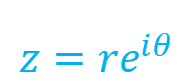 z = re^{iθ}